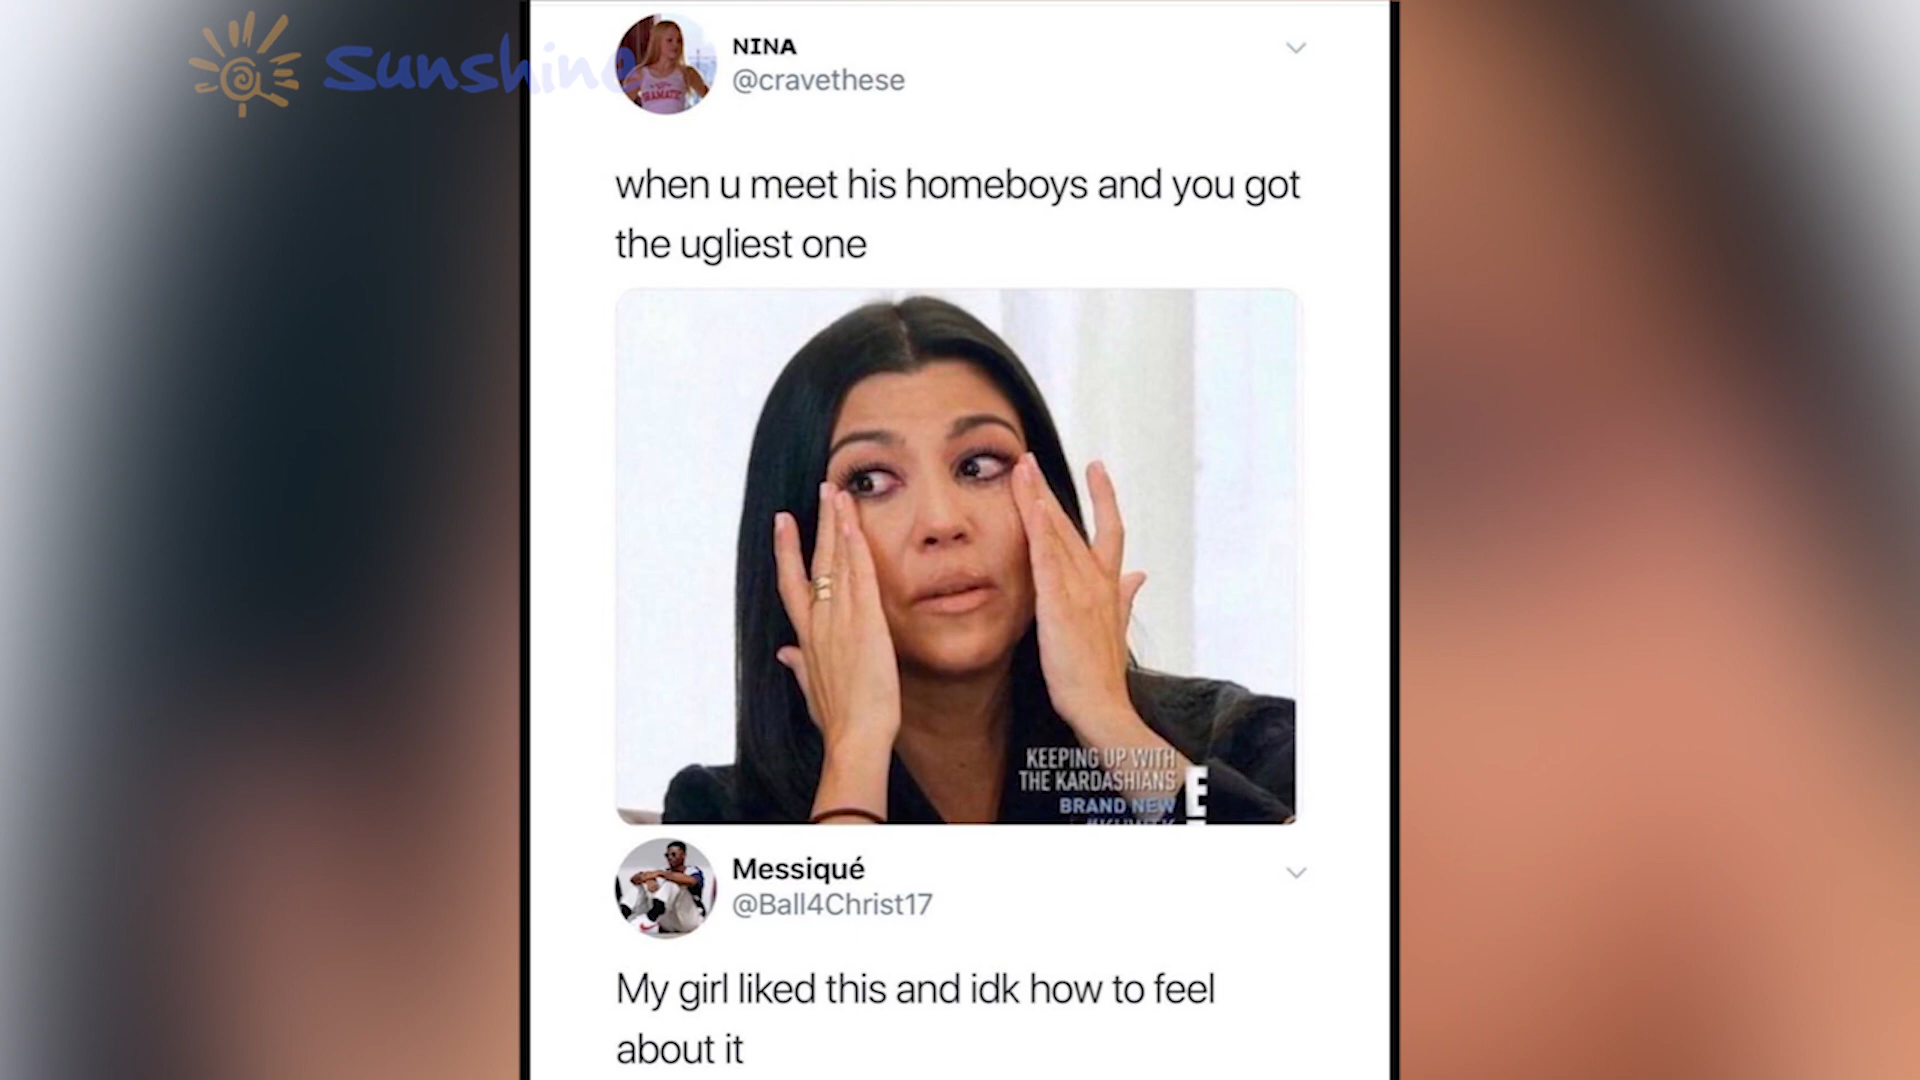 Sunshine
NINA
@cravethese
when u meet his homeboys and you got
the ugliest one
KEEPING UP WITH
THE KARDASHIANS
BRAND NEW
E
Messiqué
@Ball4Christ17
My girl liked this and idk how to feel
about it